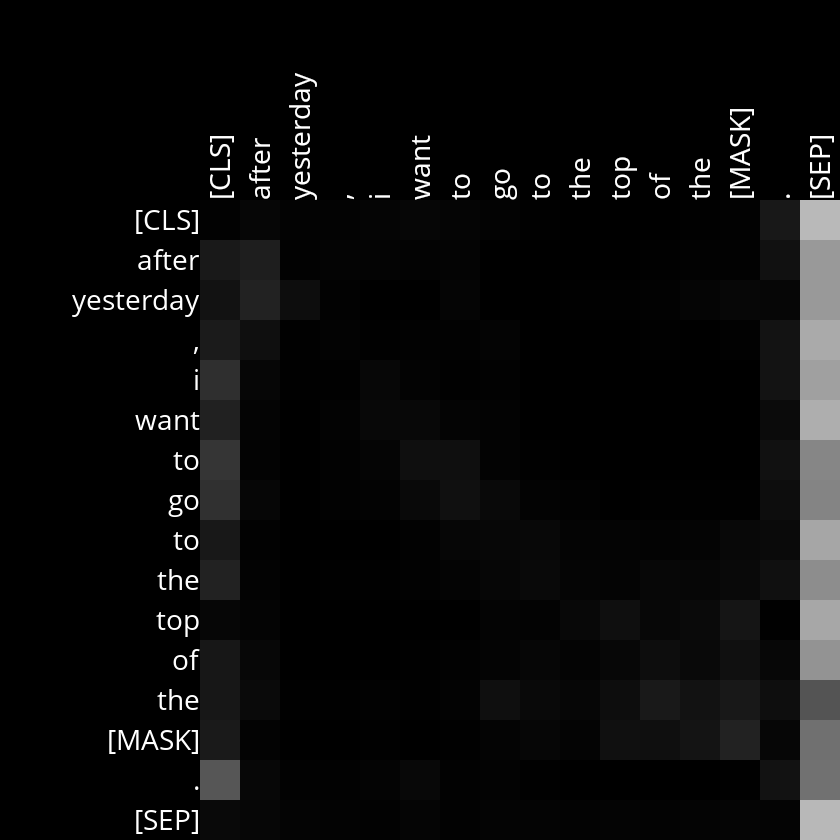 [CLS] after yesterday , i want to go to the top of the [MASK] . [SEP]
[CLS]
after
yesterday
,
i
want
to
go
to
the
top
of
the
[MASK]
.
[SEP]